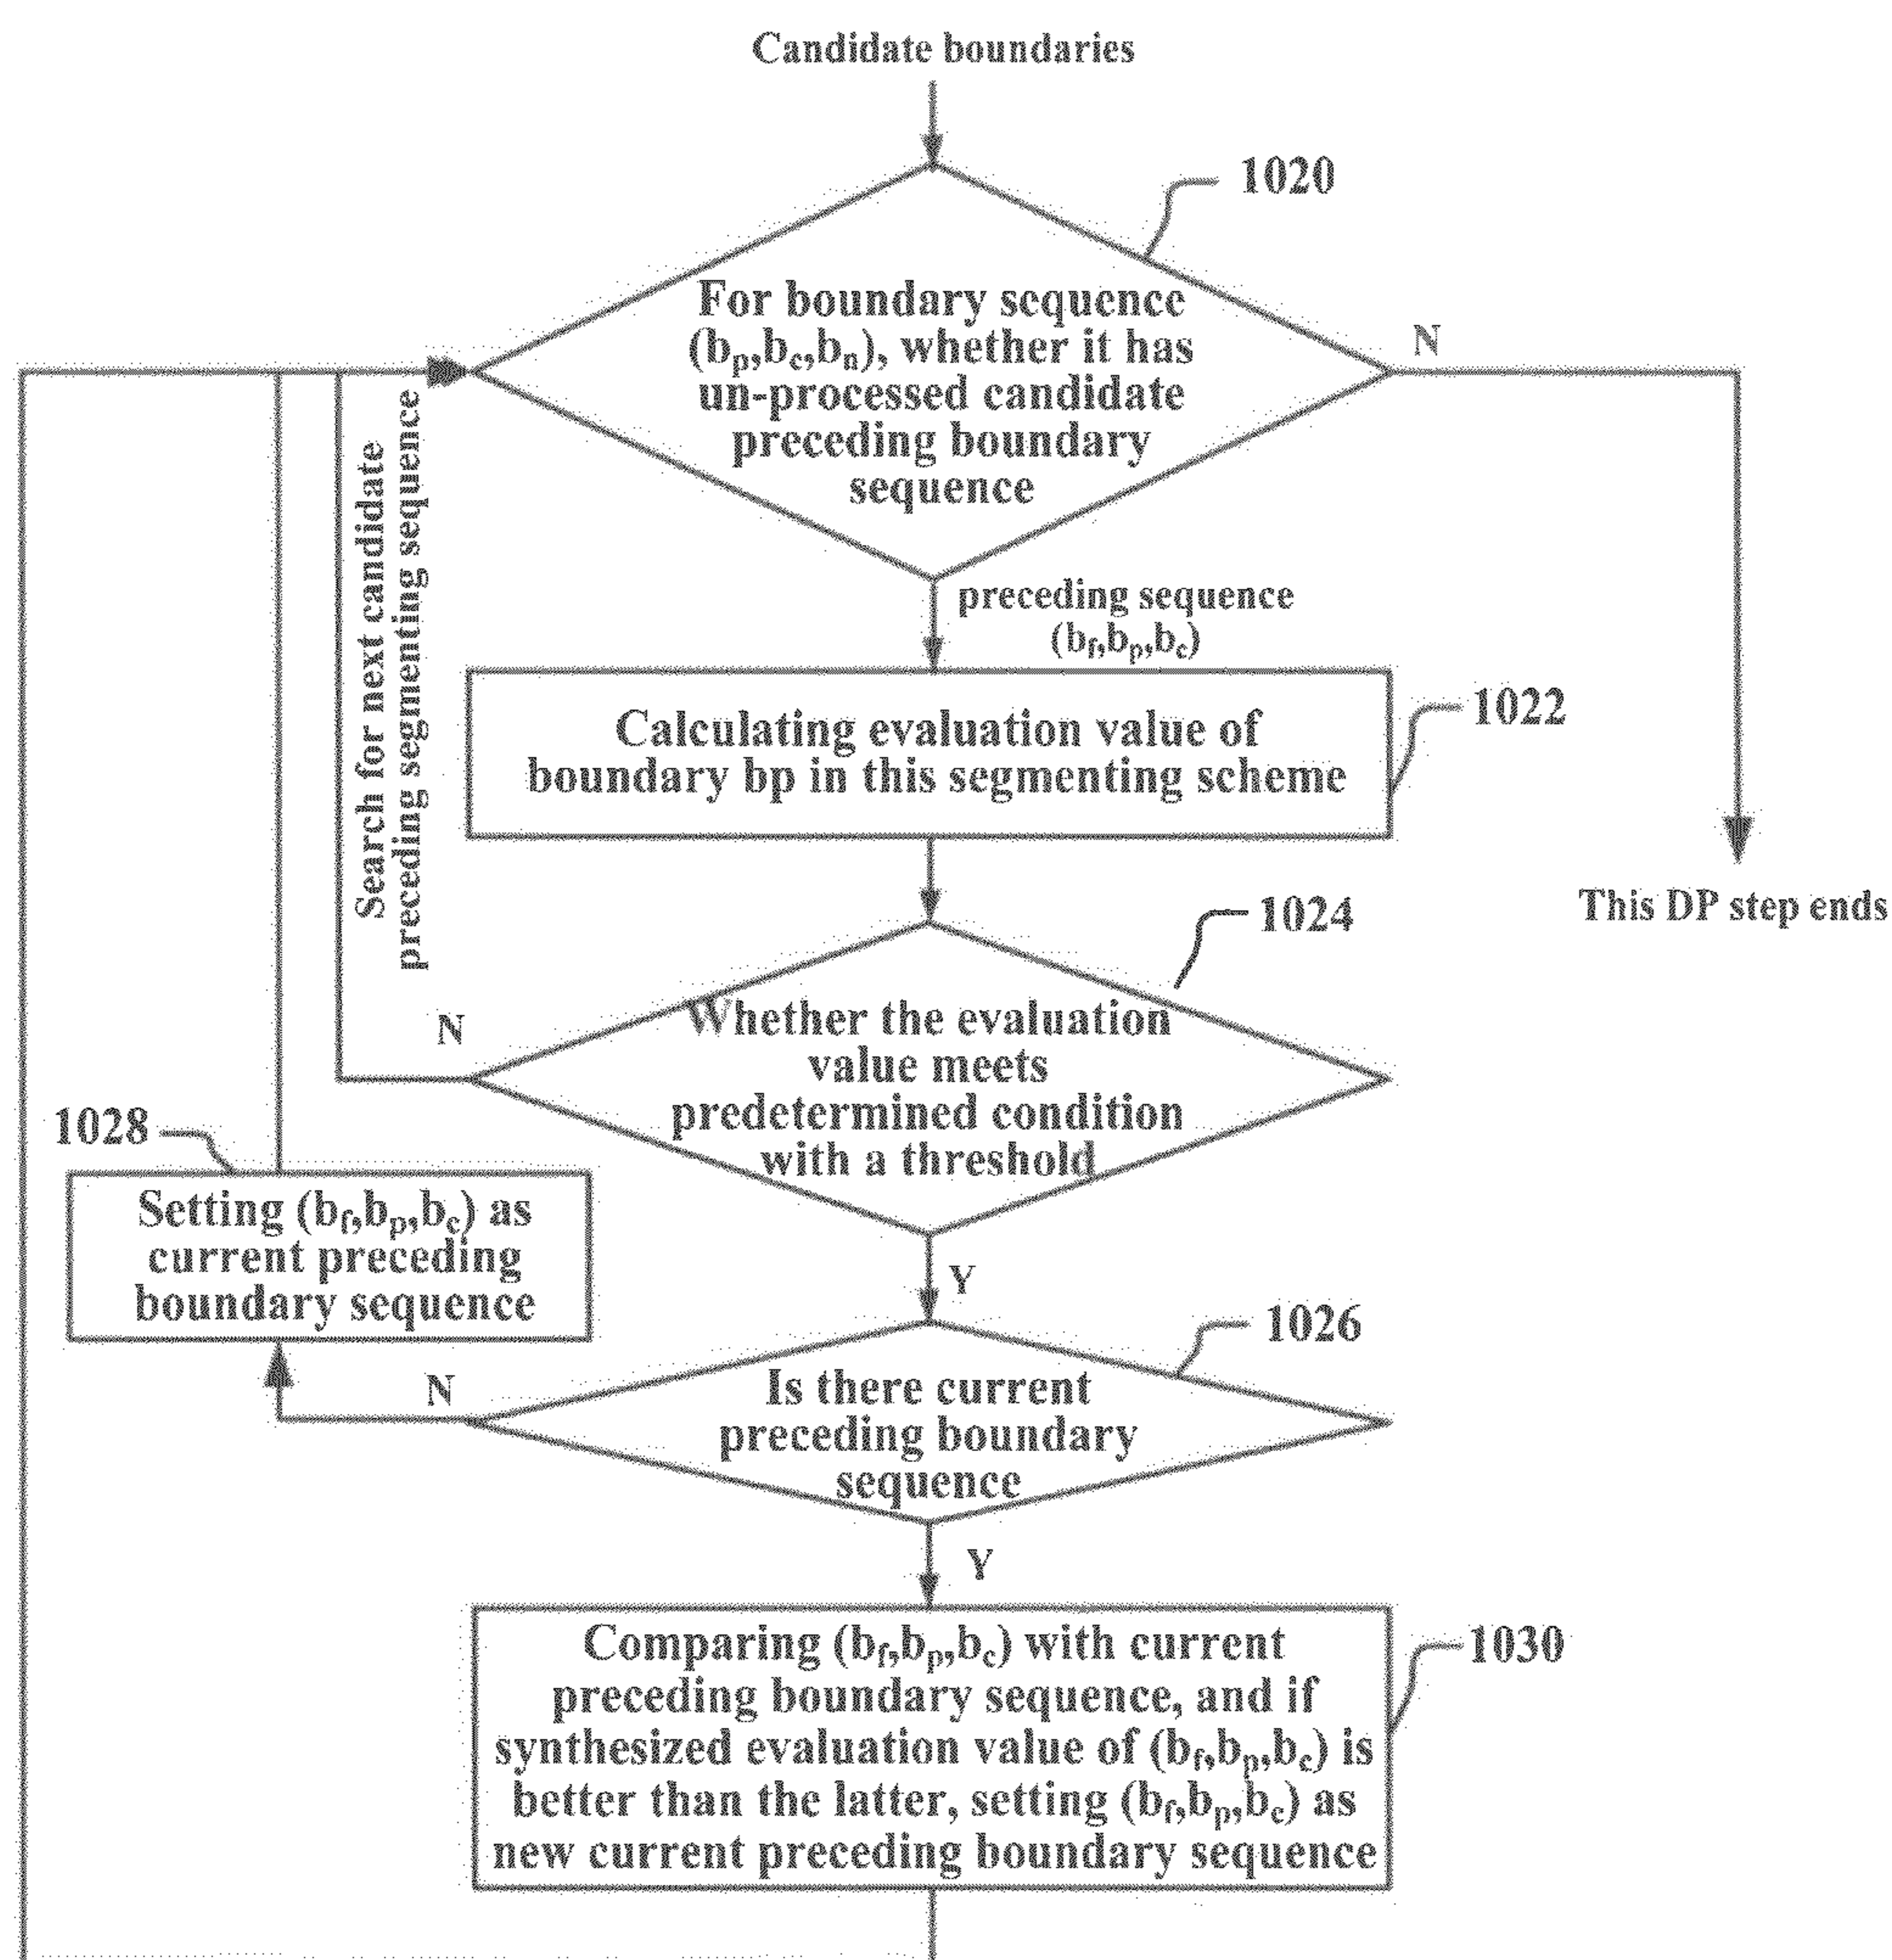 Candidate boundaries
1020
For boundary sequence
(bp,bc,bn), whether it has
un-processed candidate
preceding boundary
sequence
N
Search for next candidate
preceding segmenting sequence
preceding sequence
(bf,bp,bc)
Calculating evaluation value of
boundary bp in this segmenting scheme
1022
This DP step ends
1024
Whether the evaluation
value meets
predetermined condition
with a threshold
N
1028
Setting (bf,bp,bc) as
current preceding
boundary sequence
Y
1026
Is there current
preceding boundary
sequence
N
Y
Comparing (bf,bp,bc) with current
preceding boundary sequence, and if
synthesized evaluation value of (bf,bp,bc) is
better than the latter, setting (bf,bp,bc) as
new current preceding boundary sequence
1030